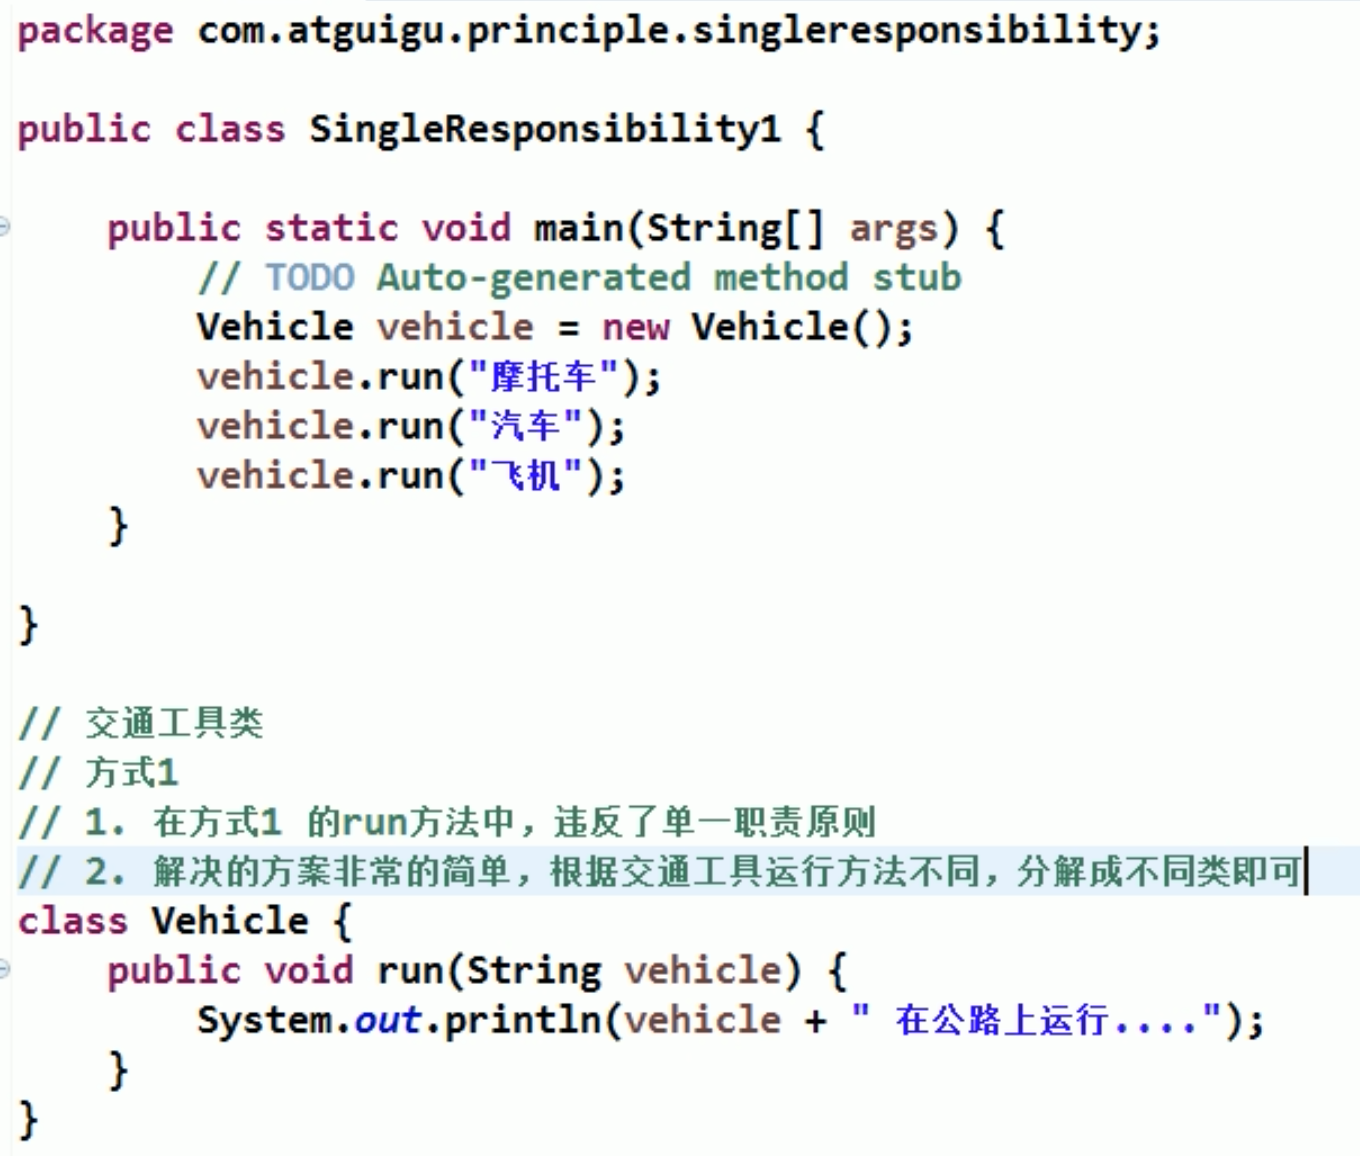 package com.atguigu.principle.singleresponsibility;
public class SingleResponsibility1 {
public static void main(String[] args) {
// TODO Auto-generated method stub
Vehicle vehicle = new Vehicle();
vehicle.run("摩托车");
vehicle.run("汽车");
vehicle.run("飞机");
}
}
// 交通工具类
// 方式1
// 1. 在方式1 的run方法中，违反了单一职责原则
// 2. 解决的方案非常的简单，根据交通工具运行方法不同，分解成不同类即可
class Vehicle {
public void run(String vehicle) {
System.out.println(vehicle + " 在公路上运行....");
}
}